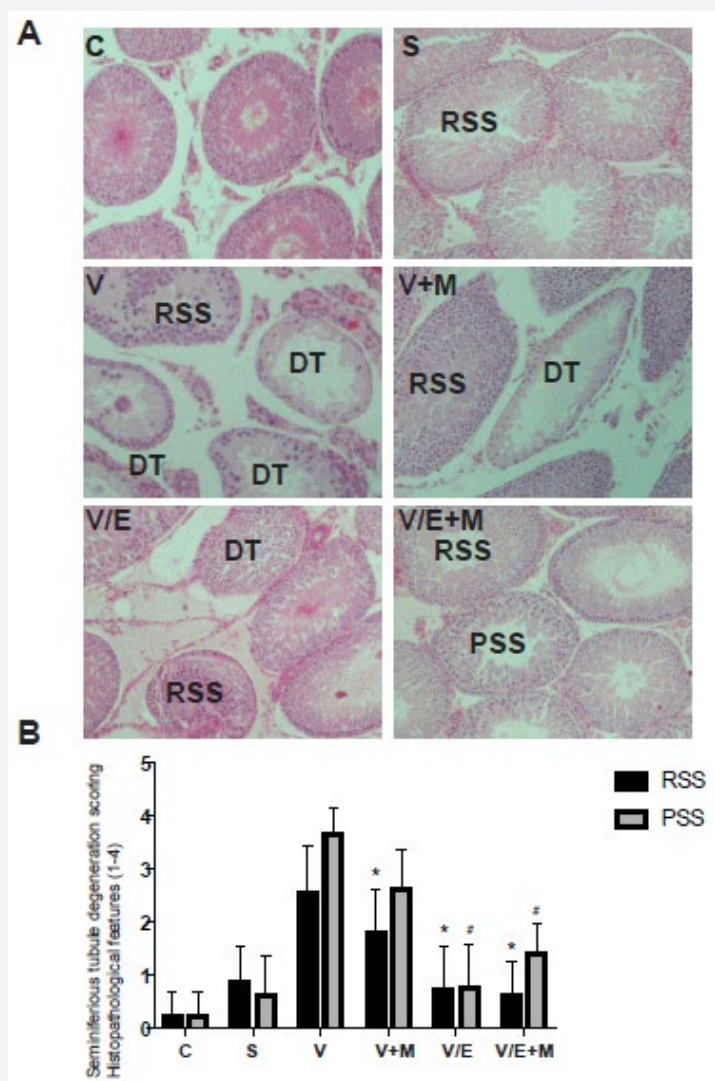 A
C
S
RSS
V
RSS
DT
DT
DT
V+M
RSS
DT
V/E
DT
RSS
V/E+M
RSS
PSS
B
Seminiferious tubule degeneration scoring
Histopathological features (1-4)
5
4
3
2
1
0
* * # * #
C S V V+M V/E V/E+M
RSS
PSS